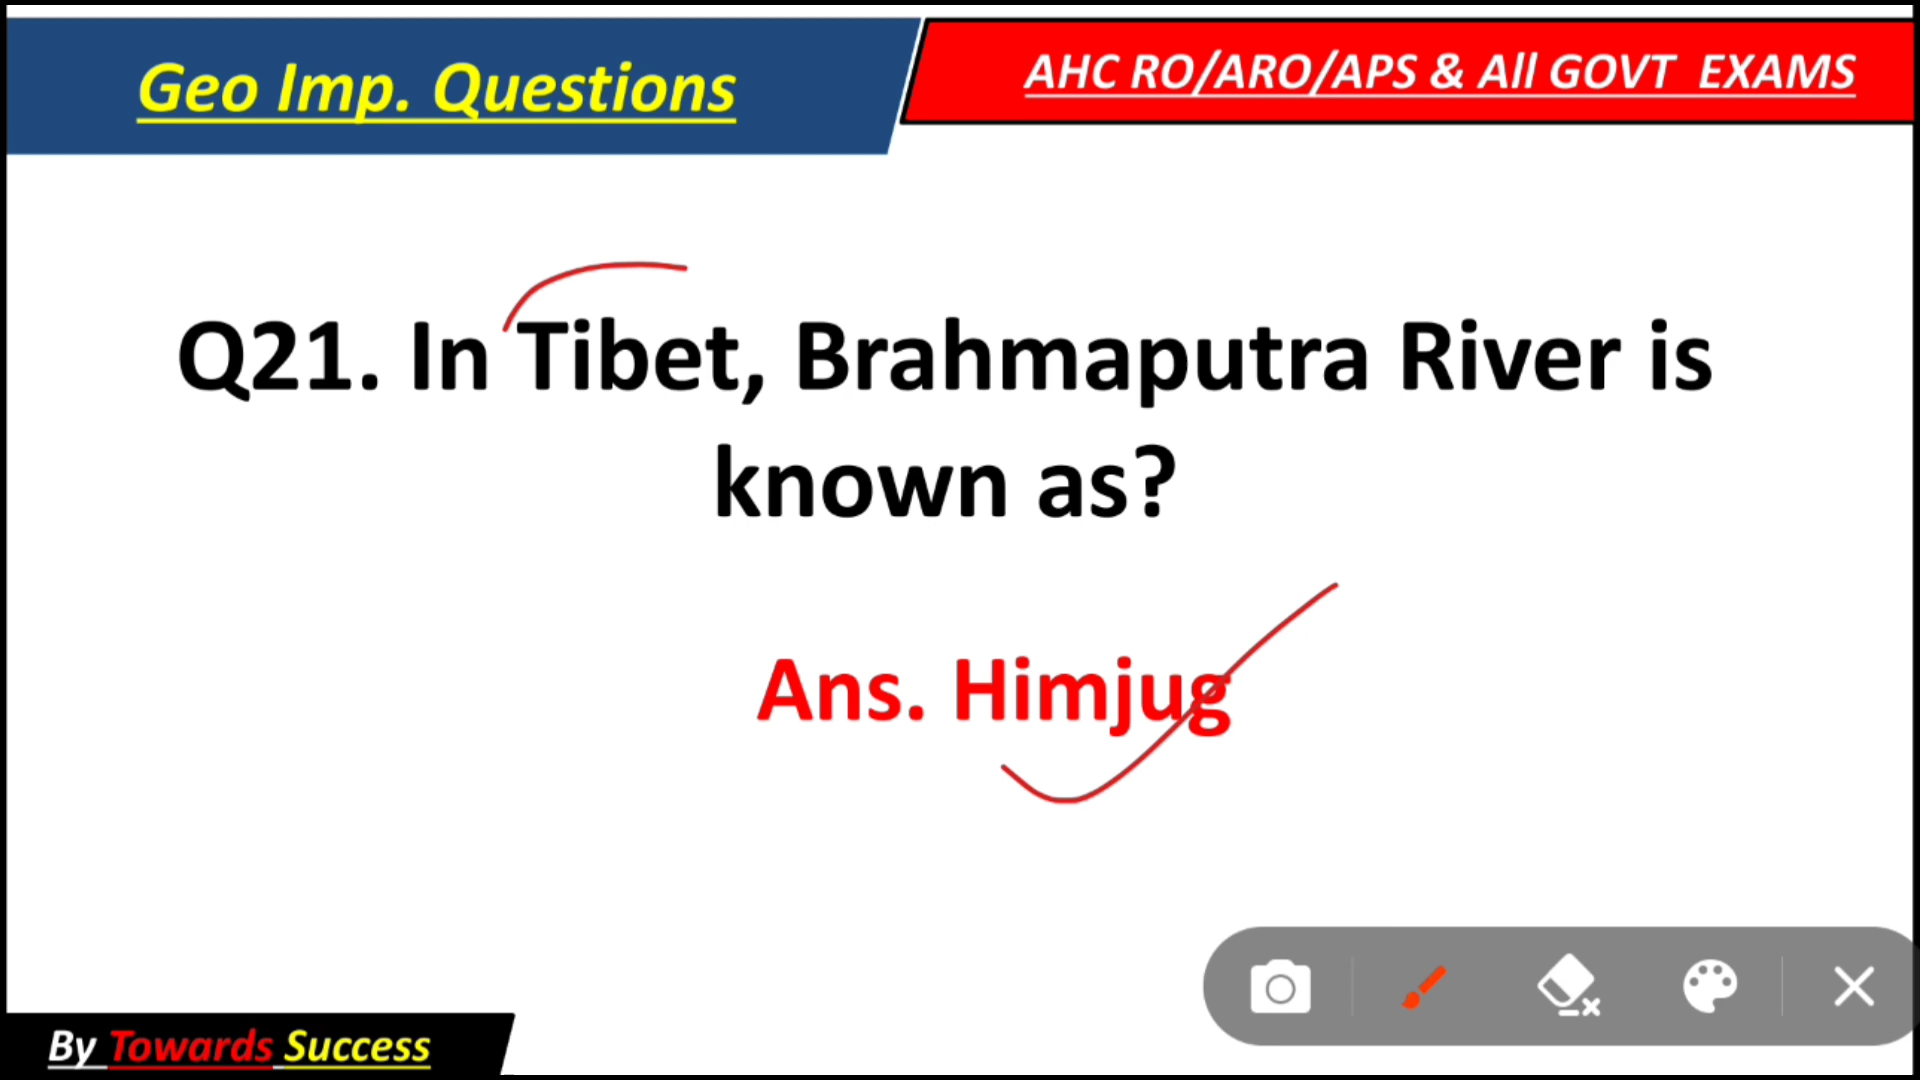 Geo Imp. Questions
AHC RO/ARO/APS & All GOVT EXAMS
Q21. In Tibet, Brahmaputra River is
known as?
Ans. Himjug
By Towards Success